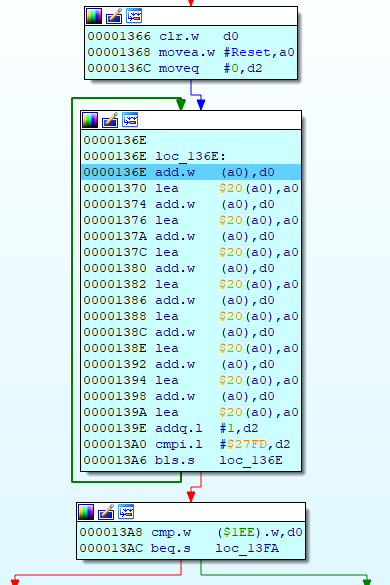 00001366 clr.w d0
00001368 movea.w #Reset,a0
0000136C moveq #0,d2
0000136E
0000136E loc_136E:
0000136E add.w (a0),d0
00001370 lea $20(a0),a0
00001374 add.w (a0),d0
00001376 lea $20(a0),a0
0000137A add.w (a0),d0
0000137C lea $20(a0),a0
00001380 add.w (a0),d0
00001382 lea $20(a0),a0
00001386 add.w (a0),d0
00001388 lea $20(a0),a0
0000138C add.w (a0),d0
0000138E lea $20(a0),a0
00001392 add.w (a0),d0
00001394 lea $20(a0),a0
00001398 add.w (a0),d0
0000139A lea $20(a0),a0
0000139E addq.l #1,d2
000013A0 cmpi.l #$27FD,d2
000013A6 bls.s loc_136E
000013A8 cmp.w ($1EE).w,d0
000013AC beq.s loc_13FA